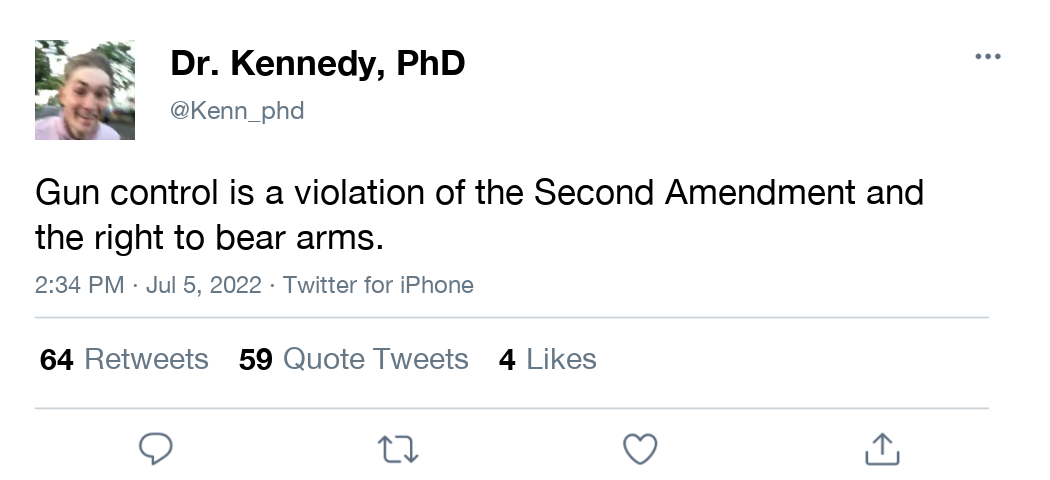 Dr. Kennedy, PhD
@Kenn_phd
Gun control is a violation of the Second Amendment and
the right to bear arms.
2:34 PM · Jul 5, 2022 · Twitter for iPhone
64 Retweets 59 Quote Tweets 4 Likes